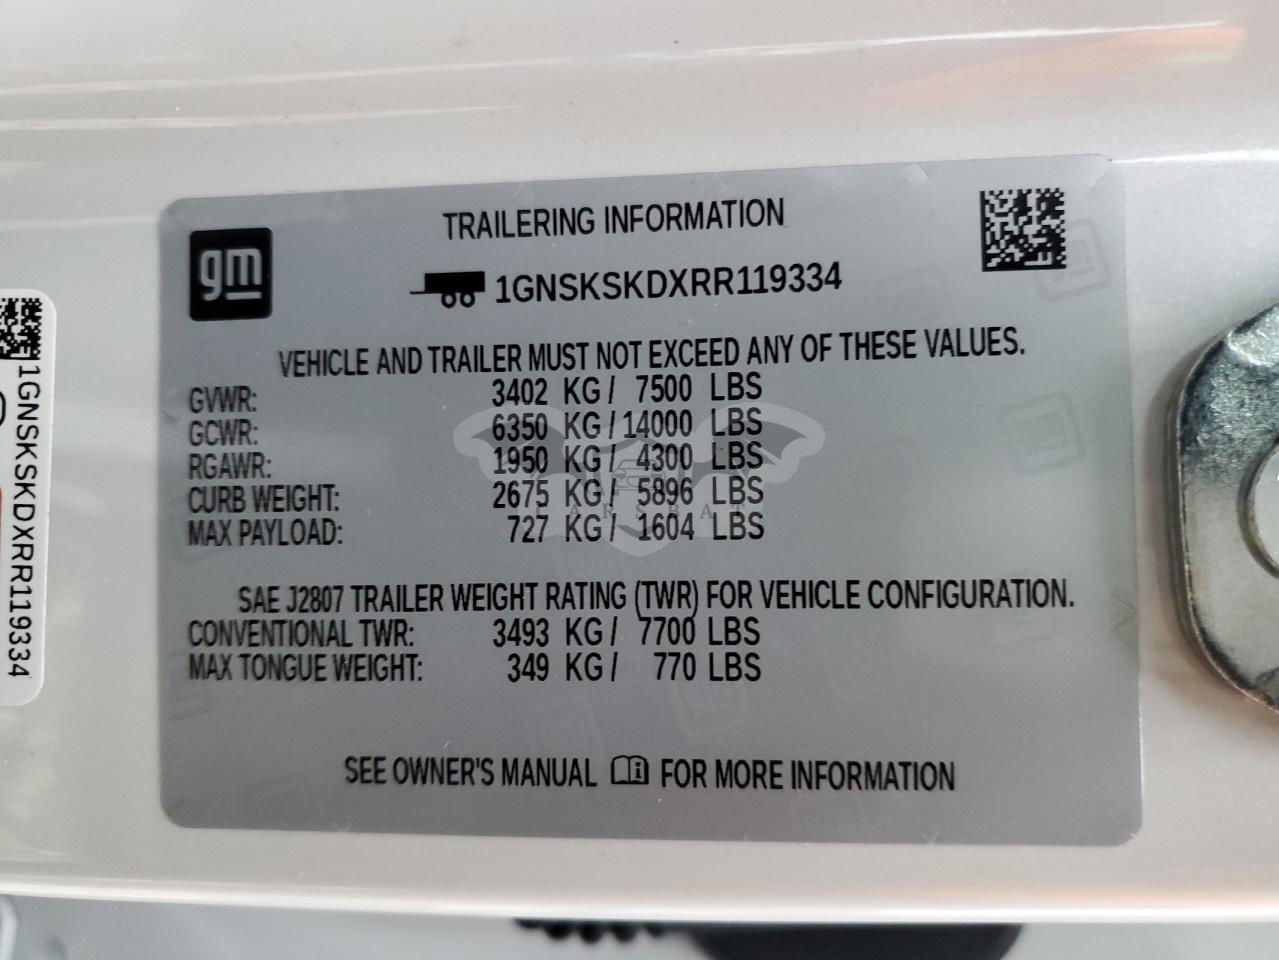 gm
TRAILERING INFORMATION
1GNSKSKDXRR119334
VEHICLE AND TRAILER MUST NOT EXCEED ANY OF THESE VALUES.
GVWR: 3402 KG / 7500 LBS
GCWR: 6350 KG / 14000 LBS
RGAWR: 1950 KG / 4300 LBS
CURB WEIGHT: 2675 KG / 5896 LBS
MAX PAYLOAD: 727 KG / 1604 LBS
CARSBAT
SAE J2807 TRAILER WEIGHT RATING (TWR) FOR VEHICLE CONFIGURATION.
CONVENTIONAL TWR: 3493 KG / 7700 LBS
MAX TONGUE WEIGHT: 349 KG / 770 LBS
SEE OWNER'S MANUAL i FOR MORE INFORMATION
1GNSKSKDXRR119334